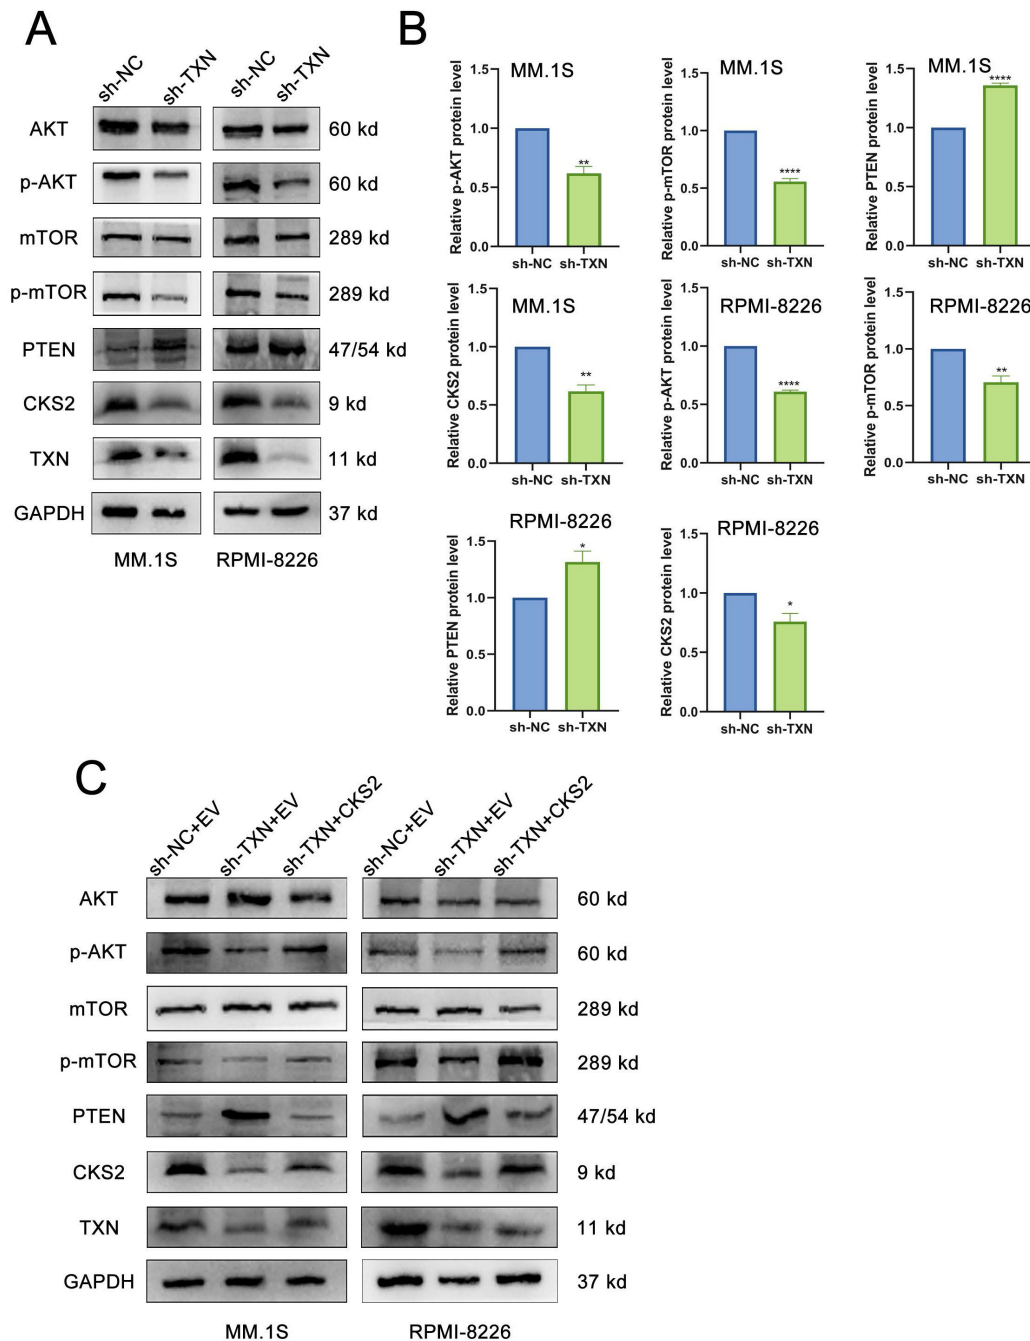 A
sh-NC sh-TXN sh-NC sh-TXN
AKT 60 kd
p-AKT 60 kd
mTOR 289 kd
p-mTOR 289 kd
PTEN 47/54 kd
CKS2 9 kd
TXN 11 kd
GAPDH 37 kd
MM.1S RPMI-8226
B
MM.1S
Relative p-AKT protein level
1.5
1.0
0.5
0.0
**
sh-NC sh-TXN
MM.1S
Relative p-mTOR protein level
1.5
1.0
0.5
0.0
****
sh-NC sh-TXN
MM.1S
Relative PTEN protein level
1.5
1.0
0.5
0.0
****
sh-NC sh-TXN
MM.1S
Relative CKS2 protein level
1.5
1.0
0.5
0.0
**
sh-NC sh-TXN
RPMI-8226
Relative p-AKT protein level
1.5
1.0
0.5
0.0
****
sh-NC sh-TXN
RPMI-8226
Relative p-mTOR protein level
1.5
1.0
0.5
0.0
**
sh-NC sh-TXN
RPMI-8226
Relative PTEN protein level
1.5
1.0
0.5
0.0
*
sh-NC sh-TXN
RPMI-8226
Relative CKS2 protein level
1.5
1.0
0.5
0.0
*
sh-NC sh-TXN
C
sh-NC+EV sh-TXN+EV sh-TXN+CKS2 sh-NC+EV sh-TXN+EV sh-TXN+CKS2
AKT 60 kd
p-AKT 60 kd
mTOR 289 kd
p-mTOR 289 kd
PTEN 47/54 kd
CKS2 9 kd
TXN 11 kd
GAPDH 37 kd
MM.1S RPMI-8226